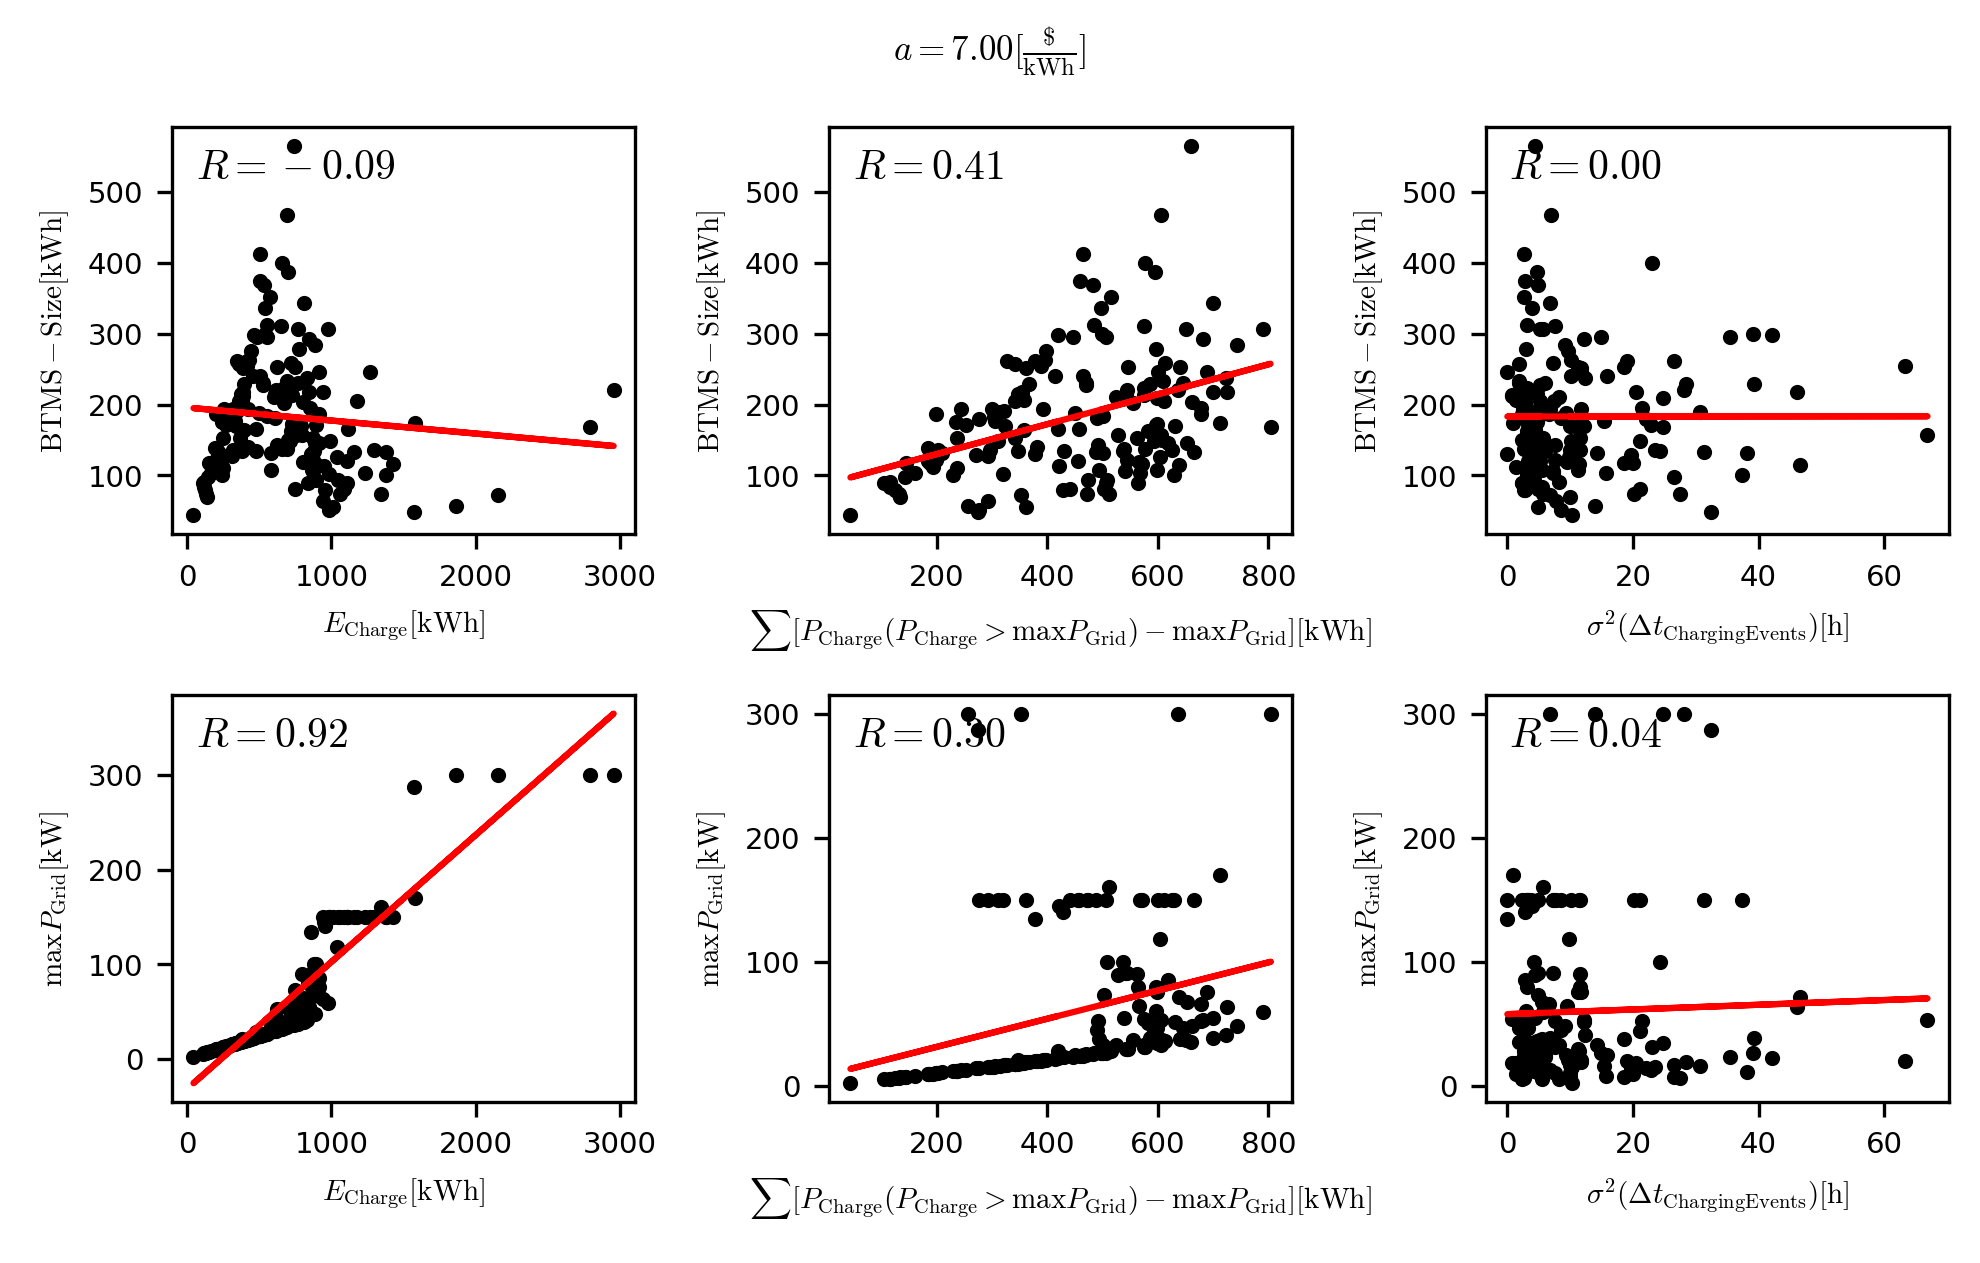 a = 7.00[$/kWh]
R = −0.09
BTMS − Size[kWh]
500
400
300
200
100
0 1000 2000 3000
E_Charge[kWh]
R = 0.41
BTMS − Size[kWh]
500
400
300
200
100
200 400 600 800
∑[P_Charge(P_Charge > maxP_Grid) − maxP_Grid][kWh]
R = 0.00
BTMS − Size[kWh]
500
400
300
200
100
0 20 40 60
σ²(Δt_ChargingEvents)[h]
R = 0.92
maxP_Grid[kW]
300
200
100
0
0 1000 2000 3000
E_Charge[kWh]
R = 0.30
maxP_Grid[kW]
300
200
100
0
200 400 600 800
∑[P_Charge(P_Charge > maxP_Grid) − maxP_Grid][kWh]
R = 0.04
maxP_Grid[kW]
300
200
100
0
0 20 40 60
σ²(Δt_ChargingEvents)[h]